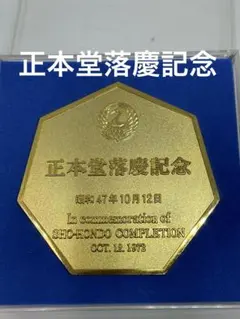 正本堂落慶記念
正本堂落慶記念
昭和47年10月12日
In commemoration of
SHO-HONDO COMPLETION
OCT. 12. 1972